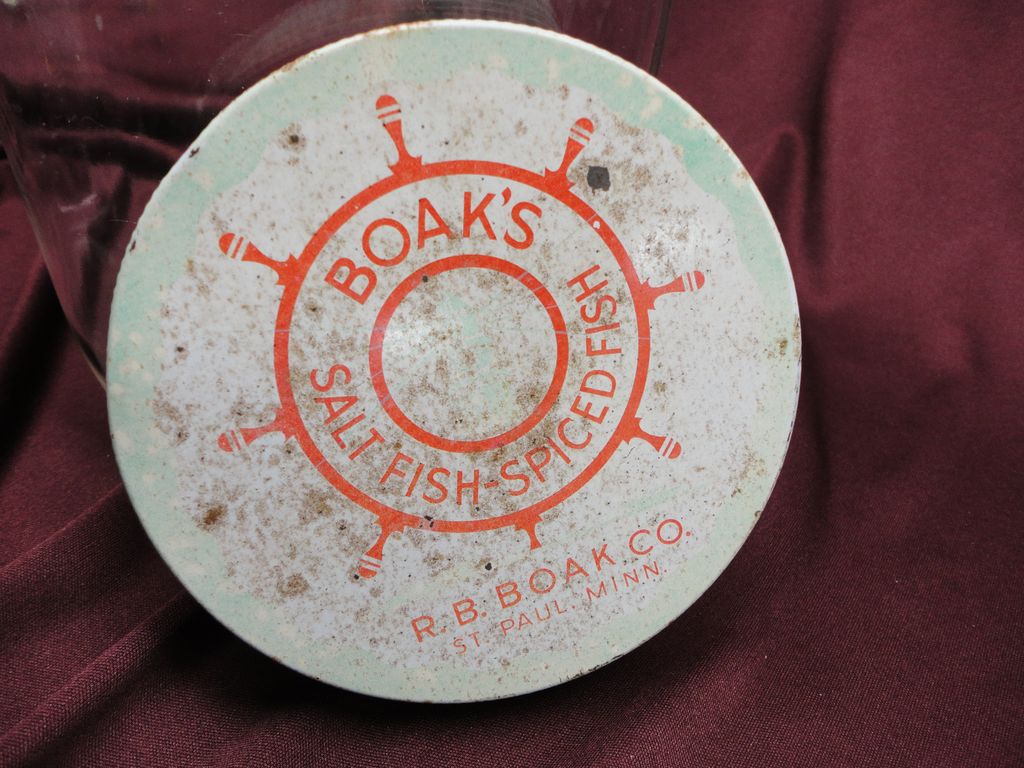 BOAK'S
SALT FISH-SPICED FISH
R. B. BOAK CO.
ST. PAUL. MINN.